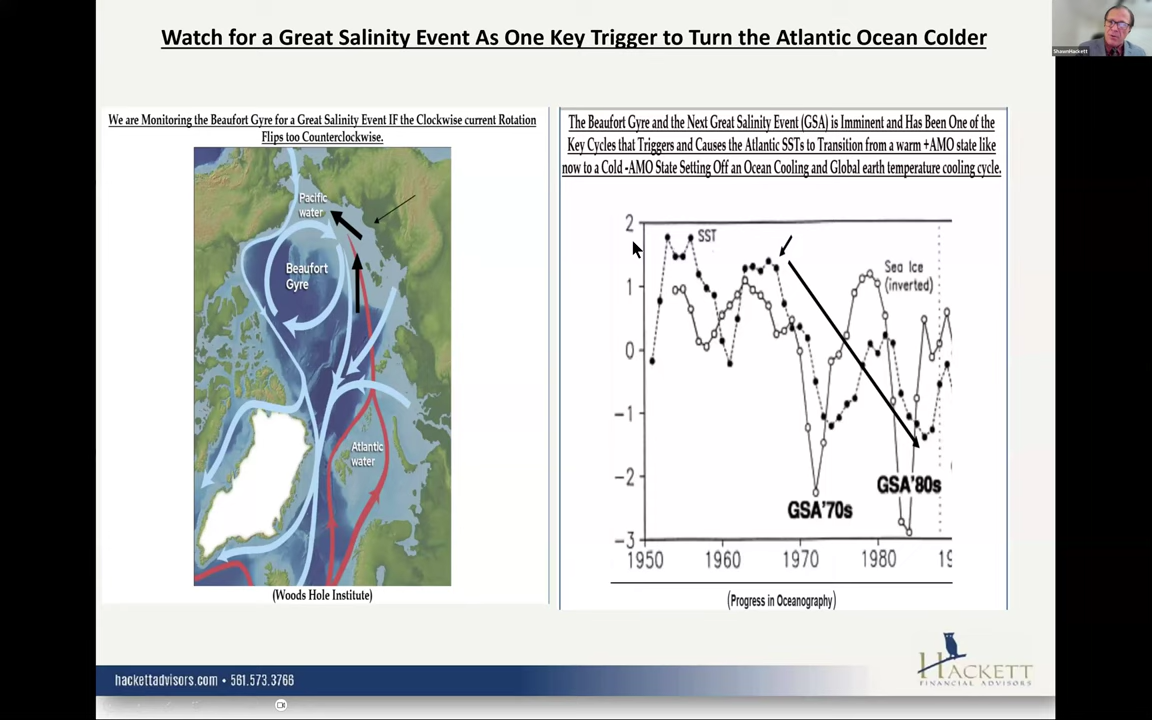 Watch for a Great Salinity Event As One Key Trigger to Turn the Atlantic Ocean Colder
ShawnHackett
We are Monitoring the Beaufort Gyre for a Great Salinity Event IF the Clockwise current Rotation
Flips too Counterclockwise.
Pacific
water
Beaufort
Gyre
Atlantic
water
(Woods Hole Institute)
The Beaufort Gyre and the Next Great Salinity Event (GSA) is Imminent and Has Been One of the
Key Cycles that Triggers and Causes the Atlantic SSTs to Transition from a warm +AMO state like
now to a Cold -AMO State Setting Off an Ocean Cooling and Global earth temperature cooling cycle.
2
1
0
-1
-2
-3
SST
Sea Ice
(inverted)
GSA'70s
GSA'80s
1950 1960 1970 1980 19
(Progress in Oceanography)
hackettadvisors.com • 561.573.3766
HACKETT
FINANCIAL ADVISORS